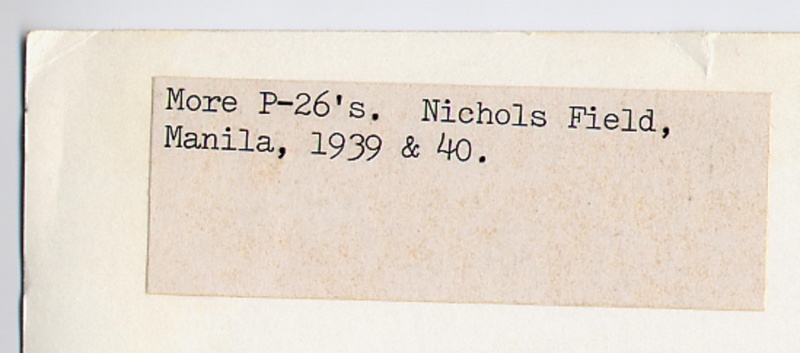 More P-26's.  Nichols Field,
Manila, 1939 & 40.